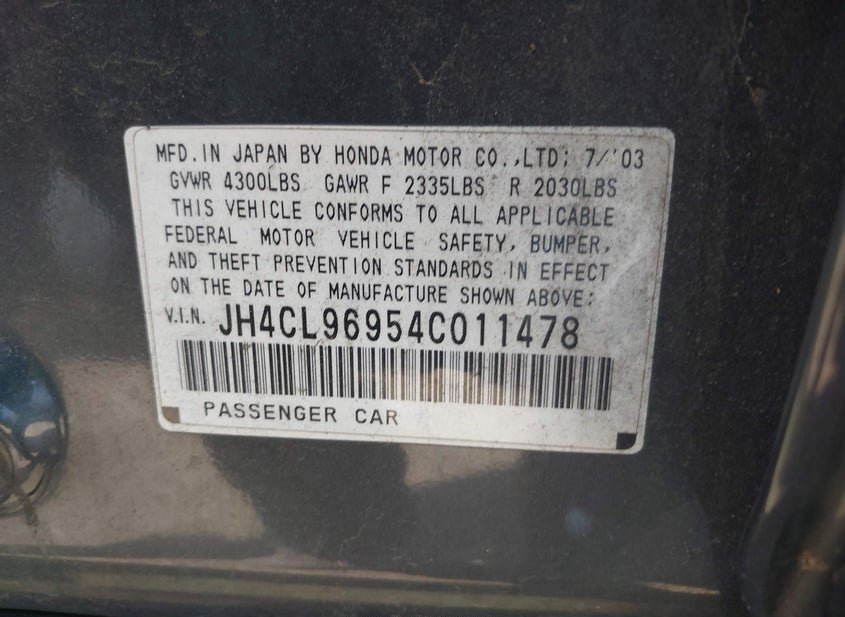 MFD.IN JAPAN BY HONDA MOTOR CO.,LTD: 7/'03
GVWR 4300LBS GAWR F 2335LBS R 2030LBS
THIS VEHICLE CONFORMS TO ALL APPLICABLE
FEDERAL MOTOR VEHICLE SAFETY, BUMPER,
AND THEFT PREVENTION STANDARDS IN EFFECT
ON THE DATE OF MANUFACTURE SHOWN ABOVE:
V.I.N. JH4CL96954C011478
PASSENGER CAR